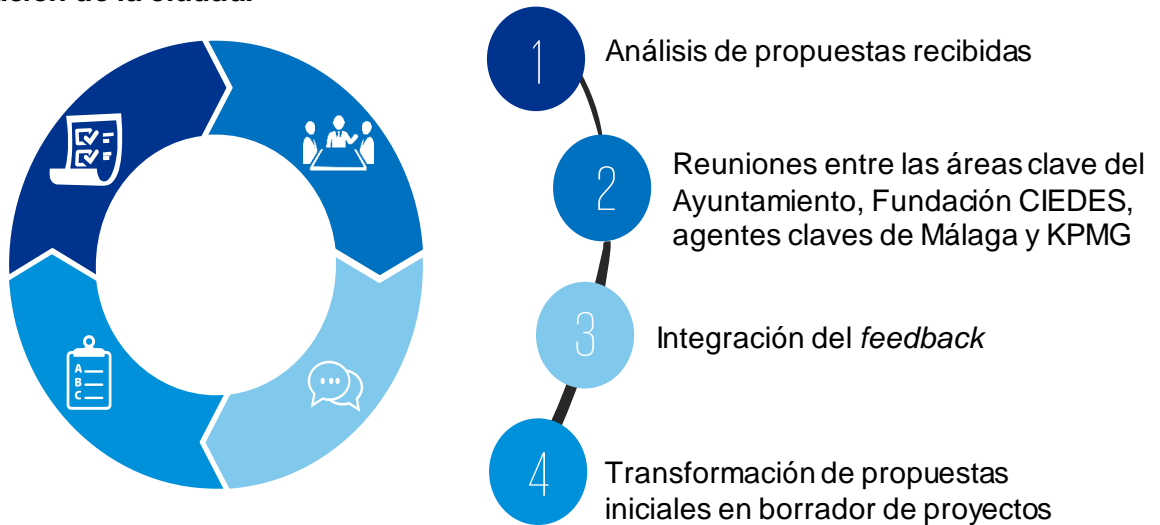 1
Análisis de propuestas recibidas
2
Reuniones entre las áreas clave del
Ayuntamiento, Fundación CIEDES,
agentes claves de Málaga y KPMG
3
Integración del feedback
4
Transformación de propuestas
iniciales en borrador de proyectos
A
B
C